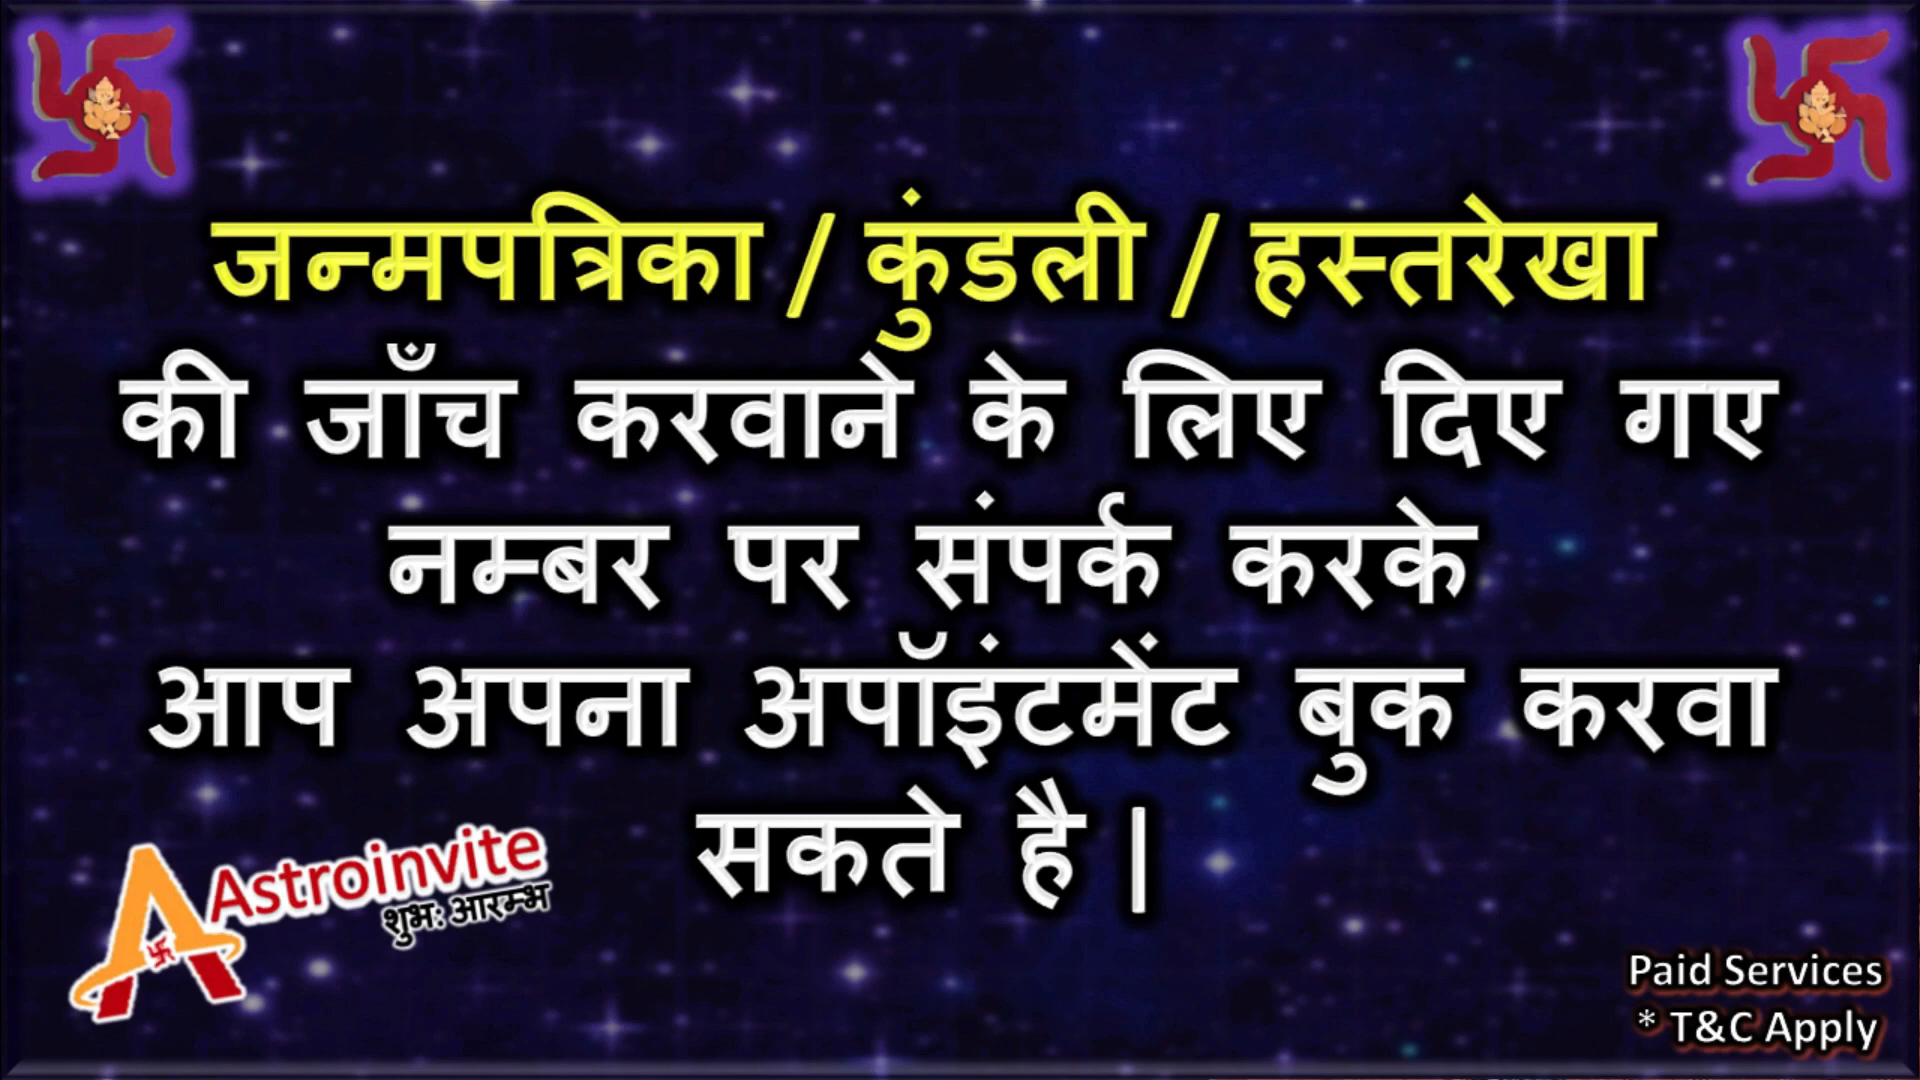 जन्मपत्रिका / कुंडली / हस्तरेखा
की जाँच करवाने के लिए दिए गए
नम्बर पर संपर्क करके
आप अपना अपॉइंटमेंट बुक करवा
सकते है |
Astroinvite
शुभ: आरम्भ
Paid Services
* T&C Apply